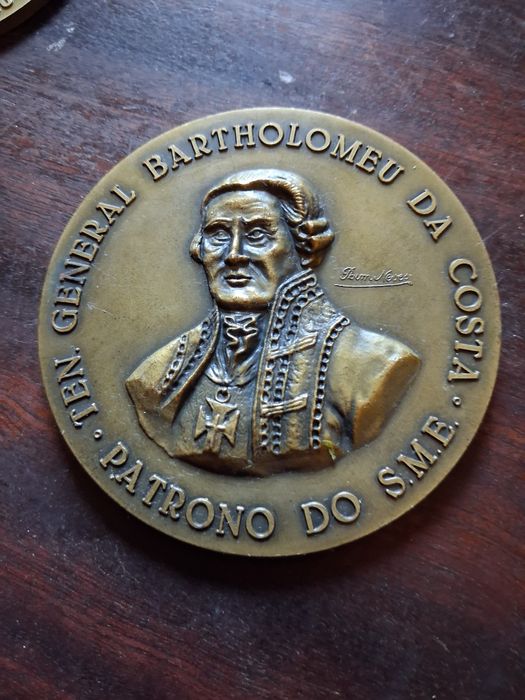 TEN. GENERAL BARTHOLOMEU DA COSTA
• PATRONO DO S.M.E. •